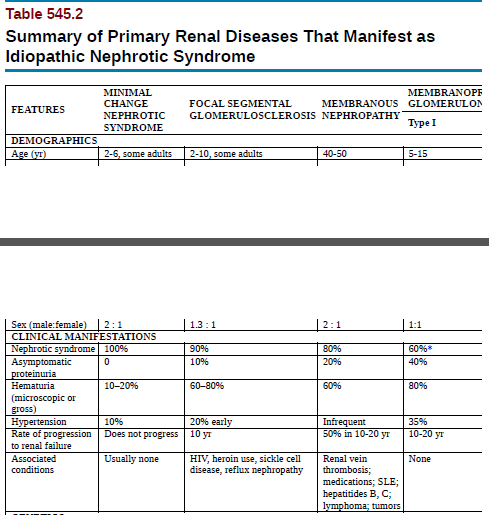 Table 545.2
Summary of Primary Renal Diseases That Manifest as
Idiopathic Nephrotic Syndrome
FEATURES
MINIMAL
CHANGE
NEPHROTIC
SYNDROME
FOCAL SEGMENTAL
GLOMERULOSCLEROSIS
MEMBRANOUS
NEPHROPATHY
MEMBRANOPR
GLOMERULON
Type I
DEMOGRAPHICS
Age (yr) 2-6, some adults 2-10, some adults 40-50 5-15
Sex (male:female) 2 : 1 1.3 : 1 2 : 1 1:1
CLINICAL MANIFESTATIONS
Nephrotic syndrome 100% 90% 80% 60%*
Asymptomatic
proteinuria
0 10% 20% 40%
Hematuria
(microscopic or
gross)
10–20% 60–80% 60% 80%
Hypertension 10% 20% early Infrequent 35%
Rate of progression
to renal failure
Does not progress 10 yr 50% in 10-20 yr 10-20 yr
Associated
conditions
Usually none
HIV, heroin use, sickle cell
disease, reflux nephropathy
Renal vein
thrombosis;
medications; SLE;
hepatitides B, C;
lymphoma; tumors
None